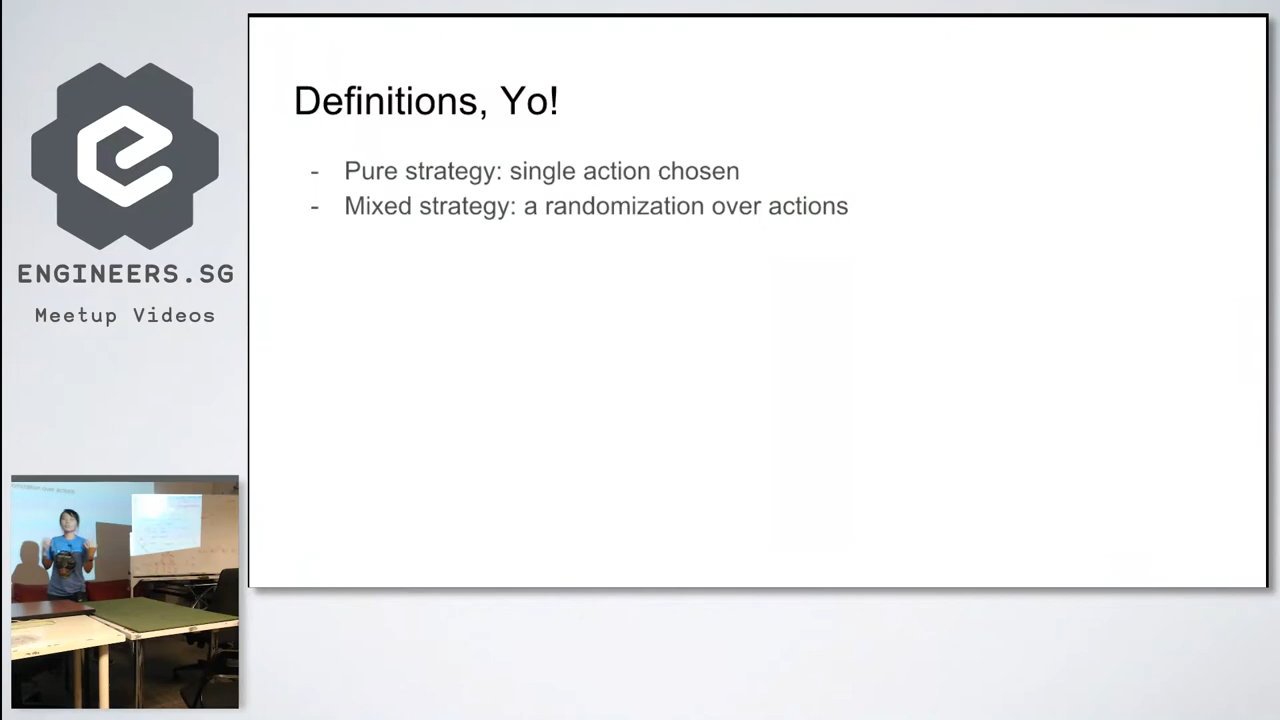 ENGINEERS.SG
Meetup Videos
Definitions, Yo!
- Pure strategy: single action chosen
- Mixed strategy: a randomization over actions